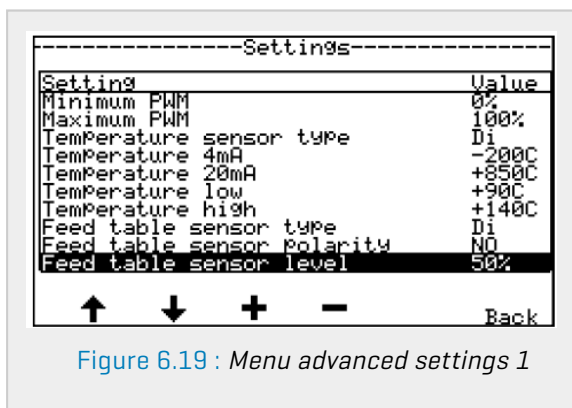 Settings
Setting Value
Minimum PWM 0%
Maximum PWM 100%
Temperature sensor type Di
Temperature 4mA -200C
Temperature 20mA +850C
Temperature low +90C
Temperature high +140C
Feed table sensor type Di
Feed table sensor polarity NO
Feed table sensor level 50%
Back
Figure 6.19 : Menu advanced settings 1